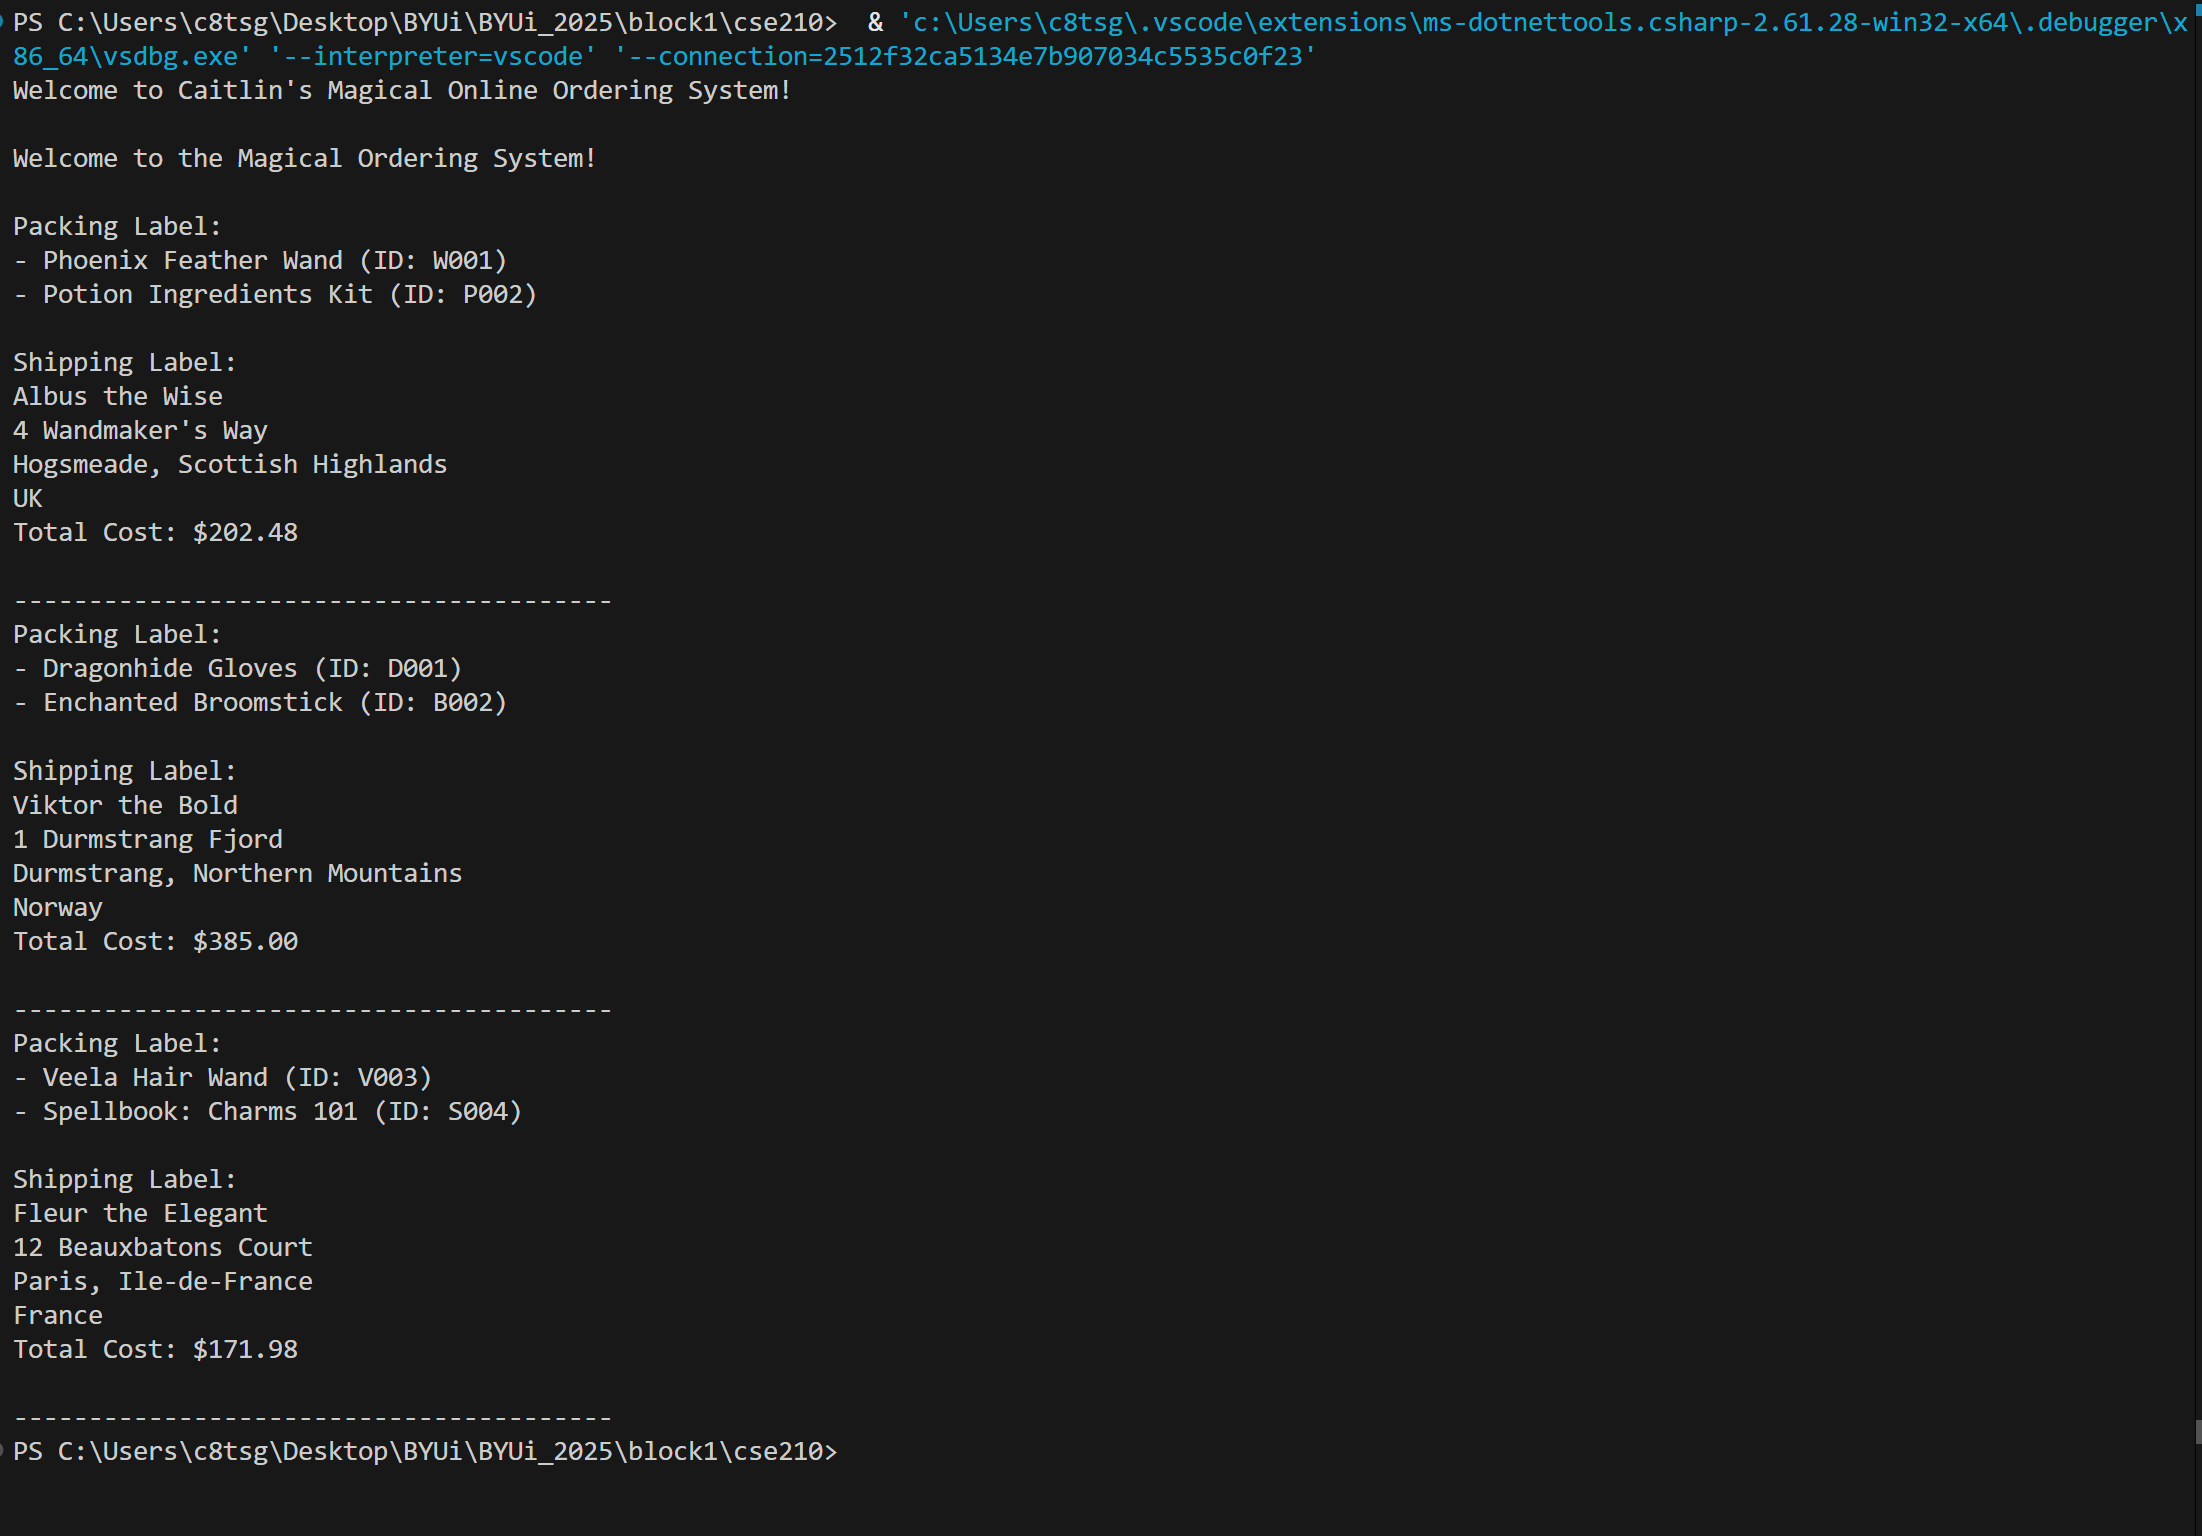 PS C:\Users\c8tsg\Desktop\BYUi\BYUi_2025\block1\cse210>  & 'c:\Users\c8tsg\.vscode\extensions\ms-dotnettools.csharp-2.61.28-win32-x64\.debugger\x
86_64\vsdbg.exe' '--interpreter=vscode' '--connection=2512f32ca5134e7b907034c5535c0f23'
Welcome to Caitlin's Magical Online Ordering System!
Welcome to the Magical Ordering System!
Packing Label:
- Phoenix Feather Wand (ID: W001)
- Potion Ingredients Kit (ID: P002)
Shipping Label:
Albus the Wise
4 Wandmaker's Way
Hogsmeade, Scottish Highlands
UK
Total Cost: $202.48
----------------------------------------
Packing Label:
- Dragonhide Gloves (ID: D001)
- Enchanted Broomstick (ID: B002)
Shipping Label:
Viktor the Bold
1 Durmstrang Fjord
Durmstrang, Northern Mountains
Norway
Total Cost: $385.00
----------------------------------------
Packing Label:
- Veela Hair Wand (ID: V003)
- Spellbook: Charms 101 (ID: S004)
Shipping Label:
Fleur the Elegant
12 Beauxbatons Court
Paris, Ile-de-France
France
Total Cost: $171.98
----------------------------------------
PS C:\Users\c8tsg\Desktop\BYUi\BYUi_2025\block1\cse210>